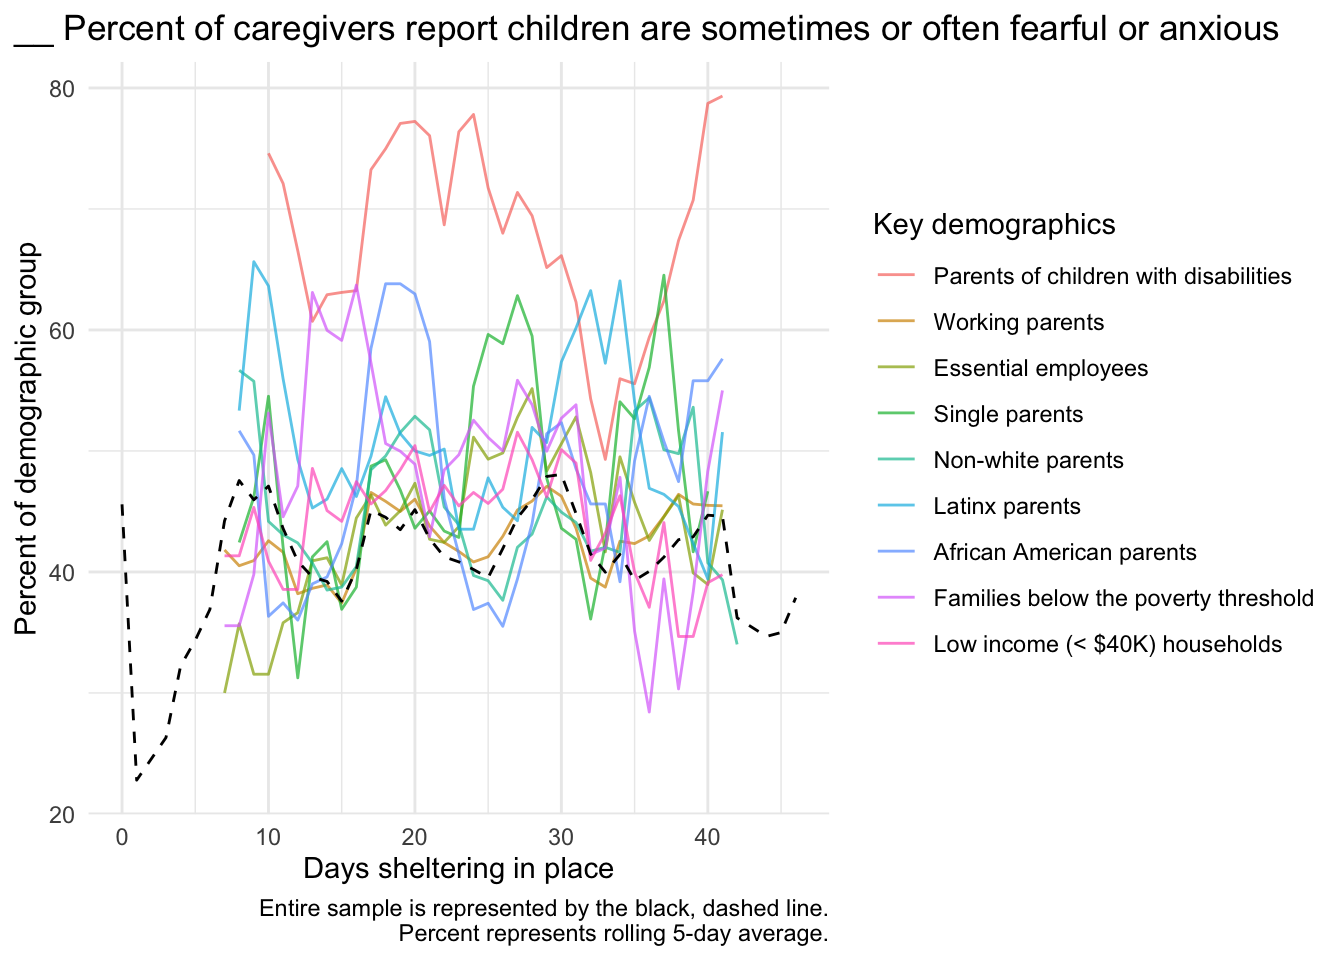 __ Percent of caregivers report children are sometimes or often fearful or anxious
Percent of demographic group
80
60
40
20
0
10
20
30
40
Days sheltering in place
Key demographics
Parents of children with disabilities
Working parents
Essential employees
Single parents
Non-white parents
Latinx parents
African American parents
Families below the poverty threshold
Low income (< $40K) households
Entire sample is represented by the black, dashed line.
Percent represents rolling 5-day average.